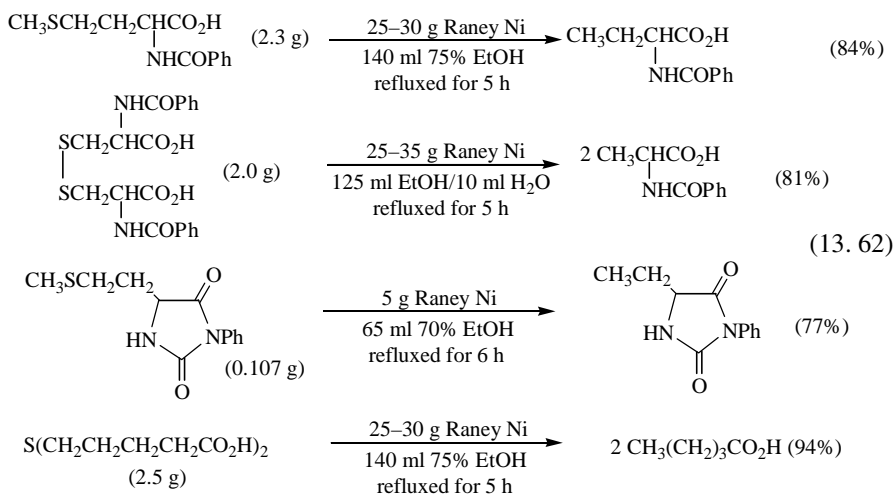 CH₃SCH₂CH₂CHCO₂H
NHCOPh
(2.3 g)
25–30 g Raney Ni
140 ml 75% EtOH
refluxed for 5 h
CH₃CH₂CHCO₂H
NHCOPh
(84%)
NHCOPh
SCH₂CHCO₂H
SCH₂CHCO₂H
NHCOPh
(2.0 g)
25–35 g Raney Ni
125 ml EtOH/10 ml H₂O
refluxed for 5 h
2 CH₃CHCO₂H
NHCOPh
(81%)
(13. 62)
CH₃SCH₂CH₂
O
HN
NPh
O
(0.107 g)
5 g Raney Ni
65 ml 70% EtOH
refluxed for 6 h
CH₃CH₂
O
HN
NPh
O
(77%)
S(CH₂CH₂CH₂CH₂CO₂H)₂
(2.5 g)
25–30 g Raney Ni
140 ml 75% EtOH
refluxed for 5 h
2 CH₃(CH₂)₃CO₂H (94%)